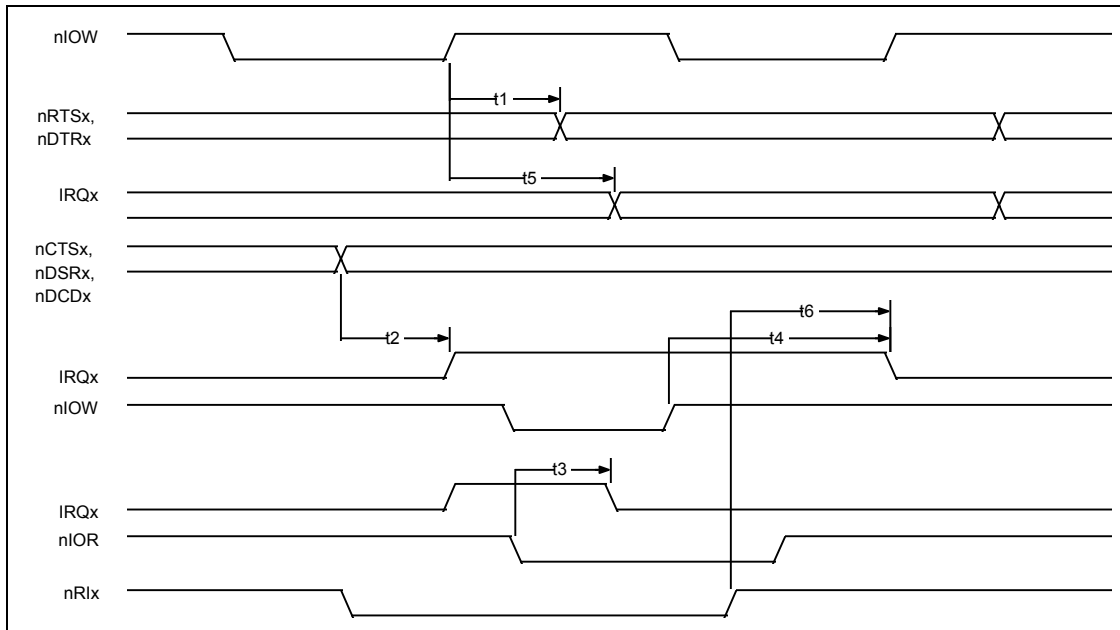 nIOW
t1
nRTSx,
nDTRx
t5
IRQx
nCTSx,
nDSRx,
nDCDx
t6
t2
t4
IRQx
nIOW
t3
IRQx
nIOR
nRIx